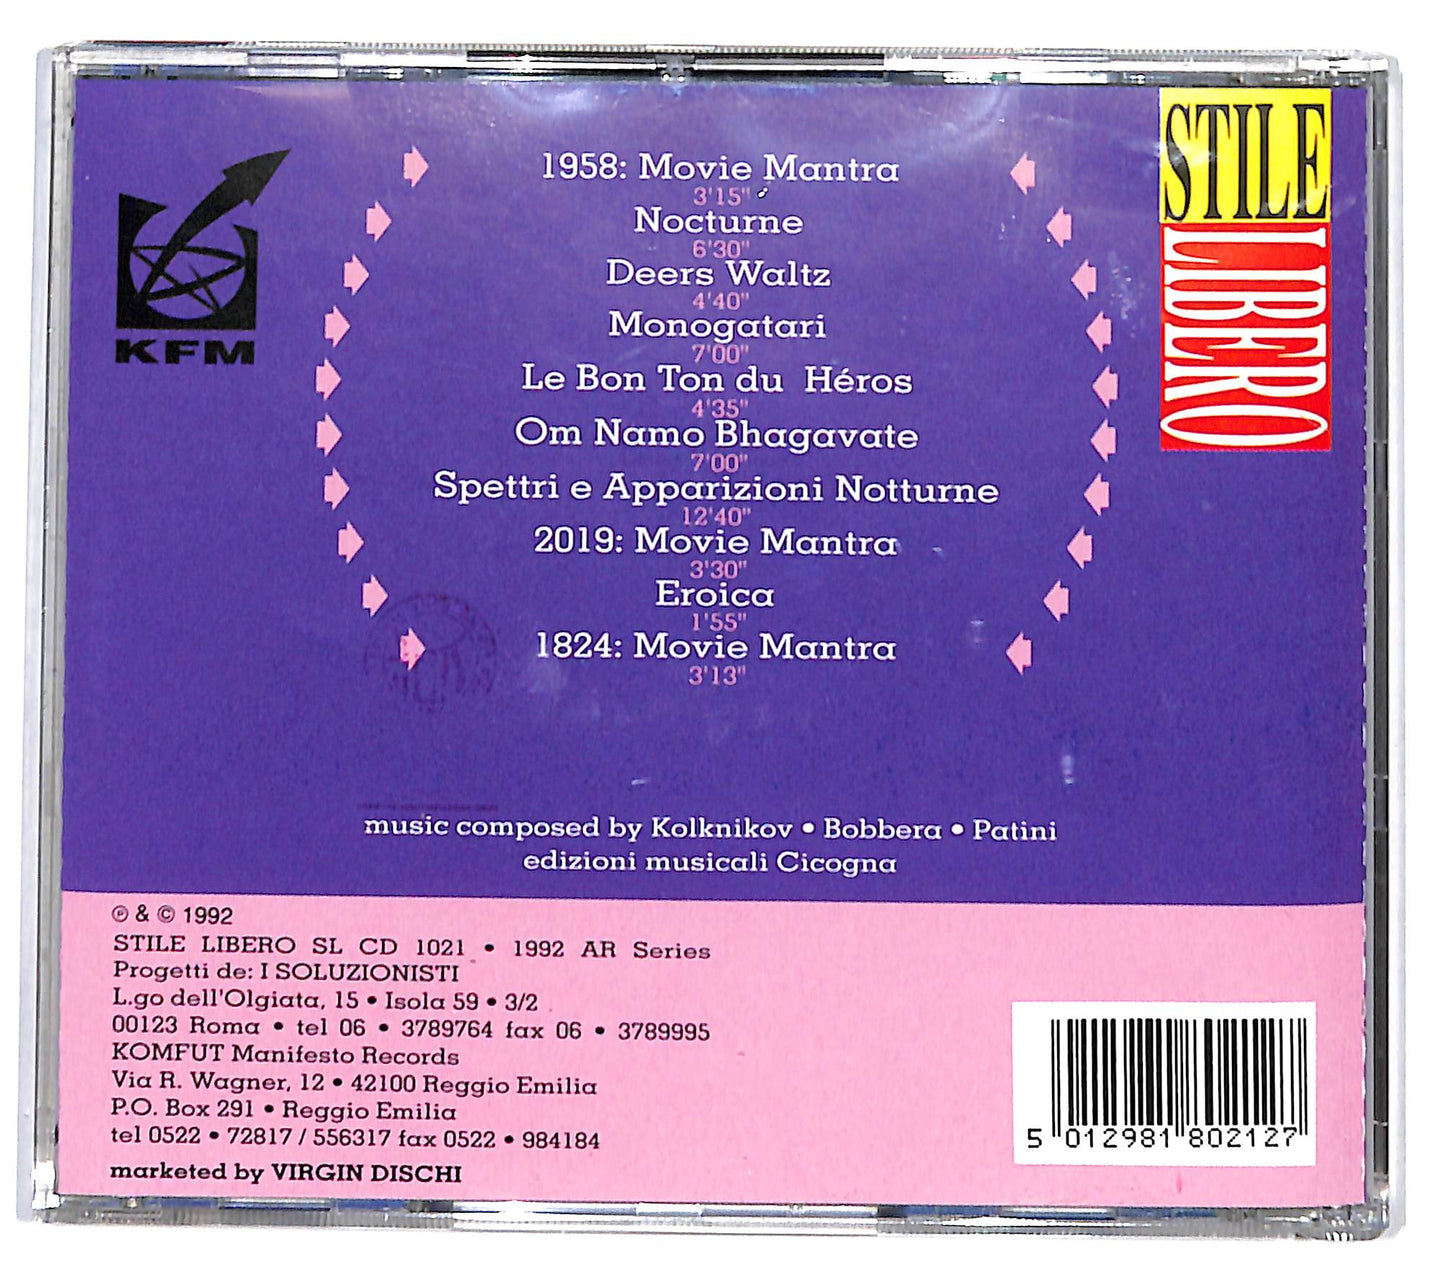 1958: Movie Mantra
3'15"
Nocturne
6'30"
Deers Waltz
4'40"
Monogatari
7'00"
Le Bon Ton du Héros
4'35"
Om Namo Bhagavate
7'00"
Spettri e Apparizioni Notturne
12'40"
2019: Movie Mantra
3'30"
Eroica
1'55"
1824: Movie Mantra
3'13"
KFM
STILE
LIBERO
music composed by Kolknikov • Bobbera • Patini
edizioni musicali Cicogna
℗ & © 1992
STILE LIBERO SL CD 1021 • 1992 AR Series
Progetti de: I SOLUZIONISTI
L.go dell'Olgiata, 15 • Isola 59 • 3/2
00123 Roma • tel 06 • 3789764 fax 06 • 3789995
KOMFUT Manifesto Records
Via R. Wagner, 12 • 42100 Reggio Emilia
P.O. Box 291 • Reggio Emilia
tel 0522 • 72817 / 556317 fax 0522 • 984184
marketed by VIRGIN DISCHI
5 012981 802127